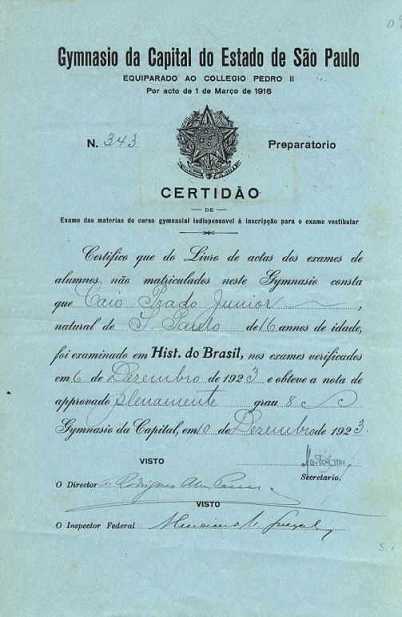 Gymnasio da Capital do Estado de São Paulo
EQUIPARADO AO COLLEGIO PEDRO II
Por acto de 1 de Março de 1916
N. 343 Preparatorio
CERTIDÃO
DE
Exame das materias do curso gymnasial indispensavel á inscripção para o exame vestibular
Certifico que do Livro de actas dos exames de
alumnos não matriculados neste Gymnasio consta
que Caio Prado Junior
natural de S. Paulo de 16 annos de idade,
foi examinado em Hist. do Brasil, nos exames verificados
em 6 de Dezembro de 1923 e obteve a nota de
approvado plenamente grau 8
Gymnasio da Capital, em 10 de Dezembro de 1923.
VISTO
Secretario.
O Director
VISTO
O Inspector Federal